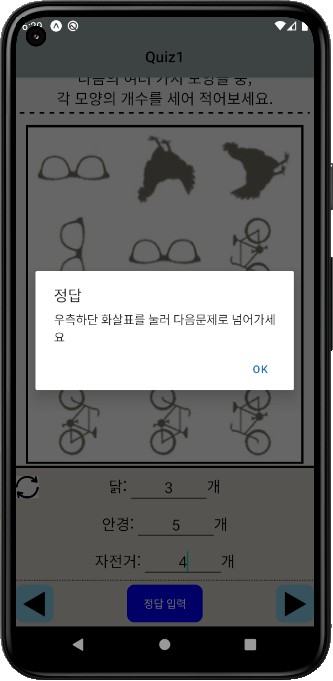 Quiz1
다음의 여러 가지 모양들 중,
각 모양의 개수를 세어 적어보세요.
정답
우측하단 화살표를 눌러 다음문제로 넘어가세
요
OK
닭: 3 개
안경: 5 개
자전거: 4 개
정답 입력